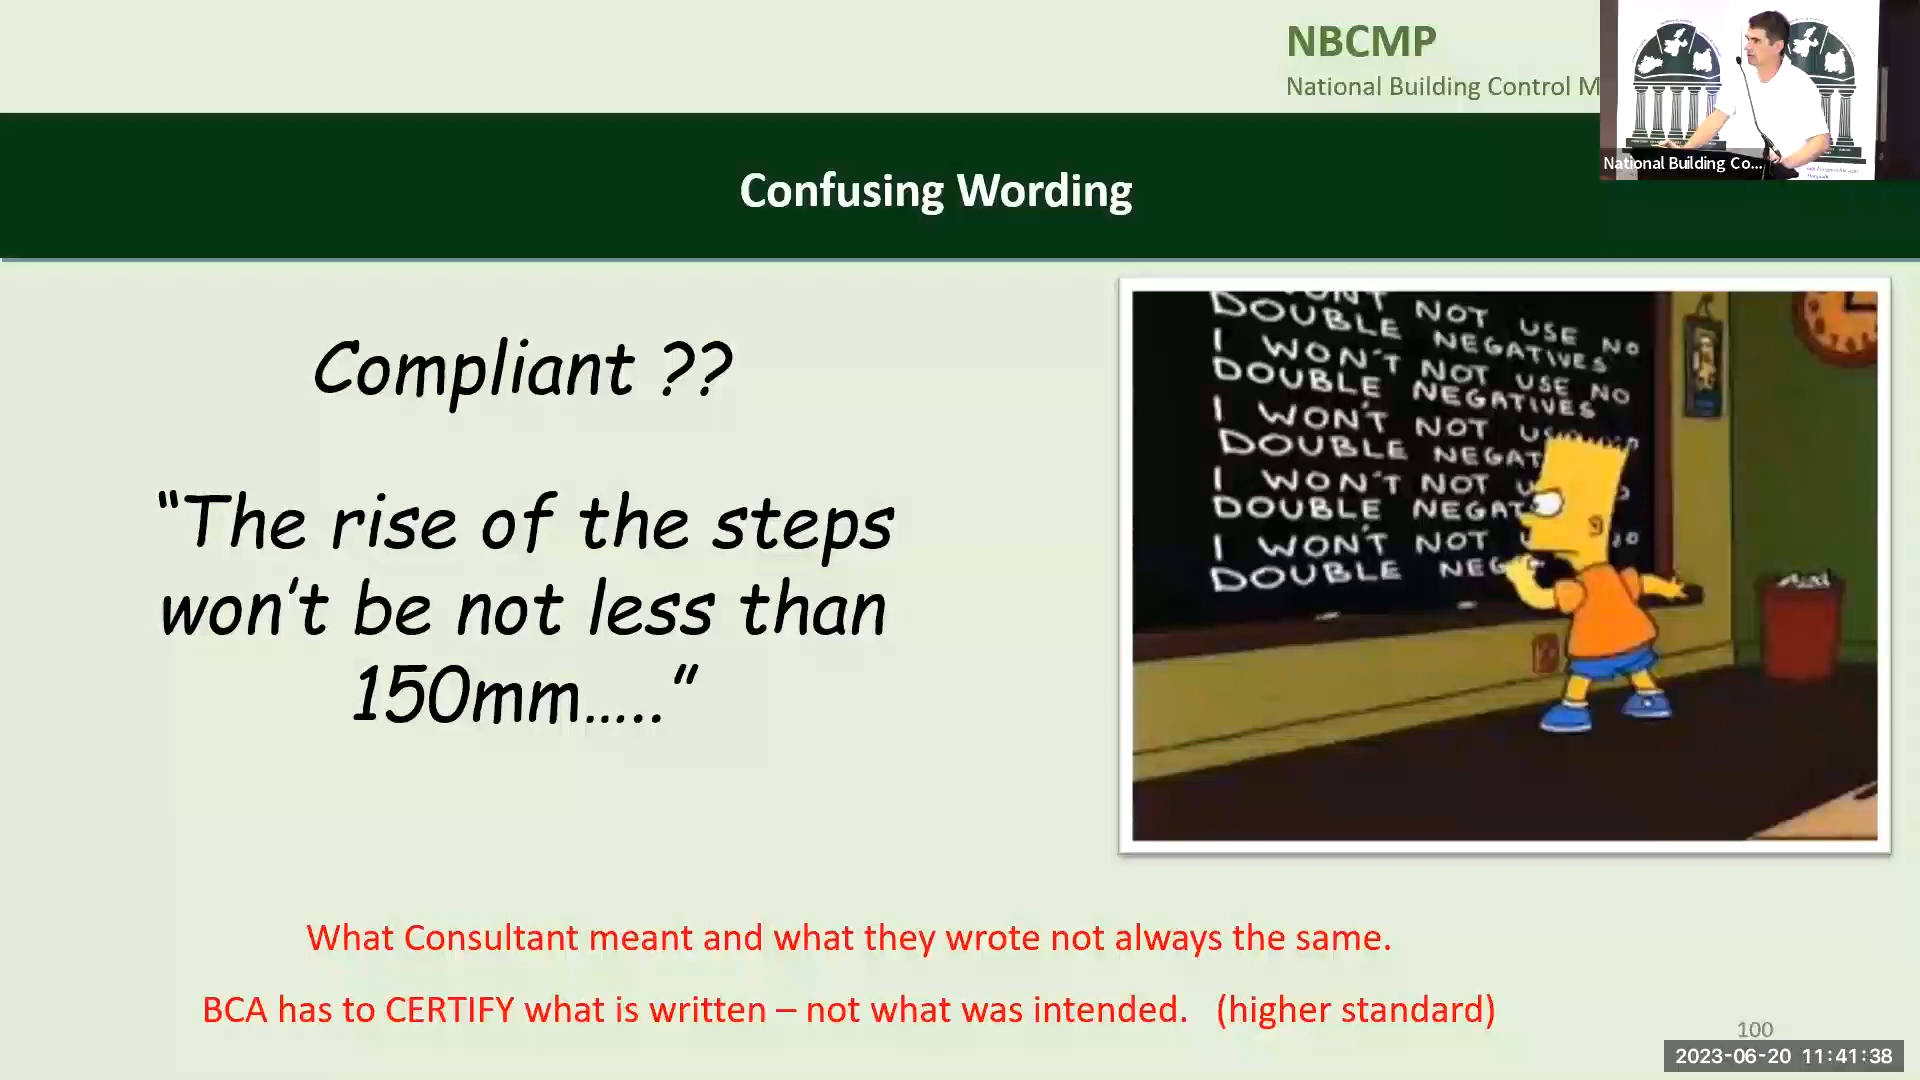 NBCMP
National Building Control M
National Building Co...
Confusing Wording
Compliant ??
“The rise of the steps
won’t be not less than
150mm…..”
WON'T NOT USE NO
DOUBLE NEGATIVES
I WON'T NOT USE NO
DOUBLE NEGATIVES
I WON'T NOT
DOUBLE NEGAT
I WON'T NOT
DOUBLE NEGAT
I WON'T NOT
DOUBLE NEG
What Consultant meant and what they wrote not always the same.
BCA has to CERTIFY what is written – not what was intended. (higher standard)
100
2023-06-20 11:41:38